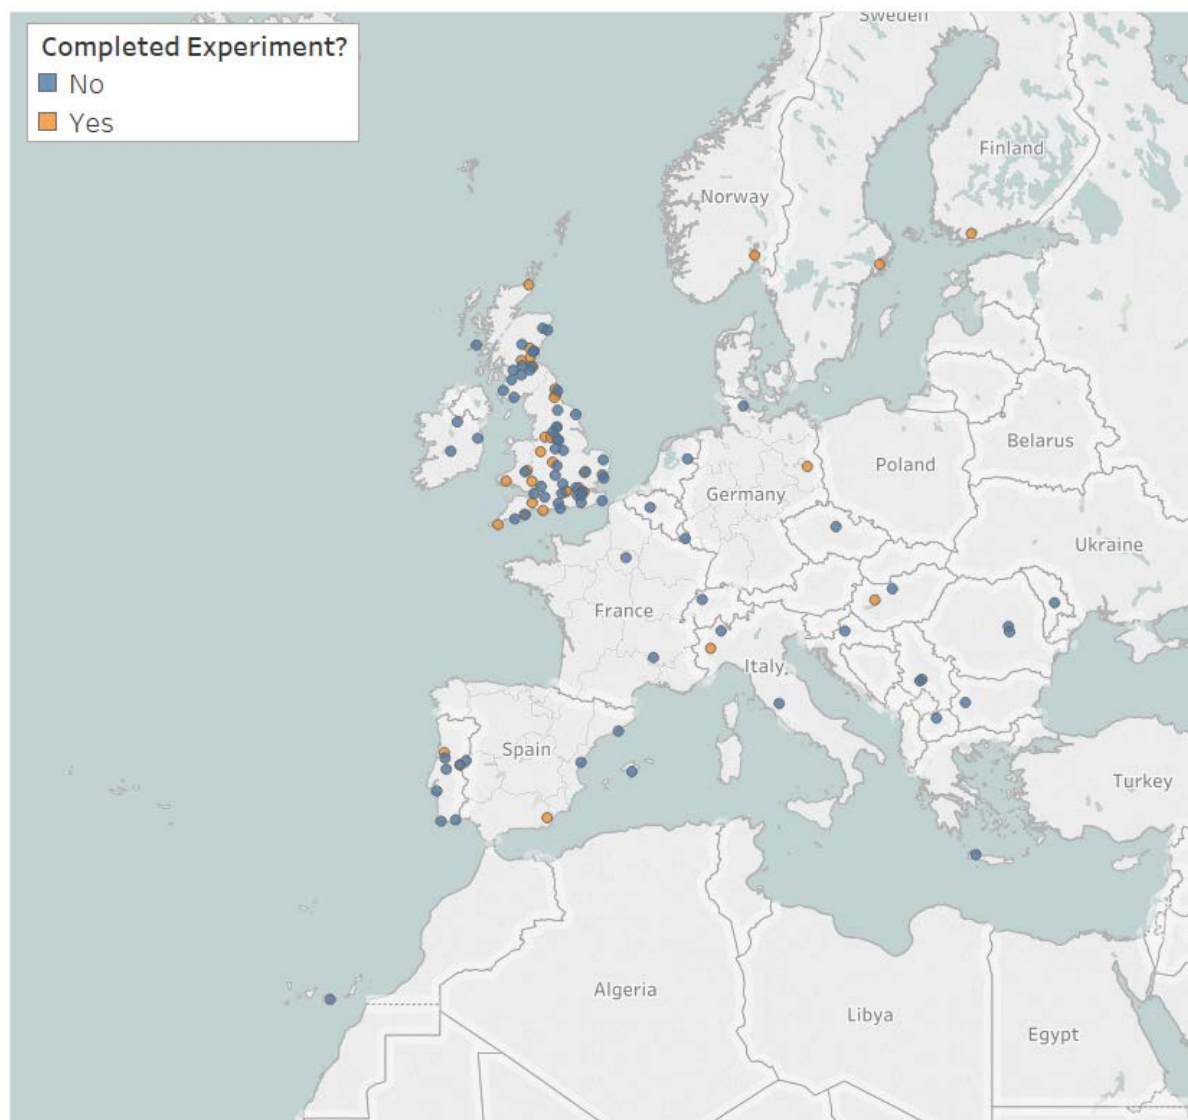 Completed Experiment?
No
Yes
Sweden
Finland
Norway
Belarus
Poland
Germany
Ukraine
France
Italy
Spain
Turkey
Algeria
Libya
Egypt